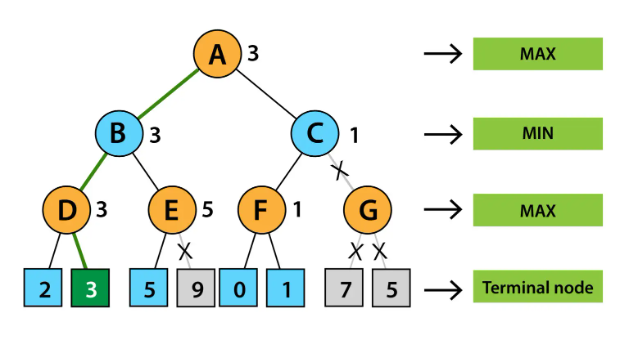 A 3 MAX
B 3 C 1 MIN
D 3 E 5 F 1 G MAX
2 3 5 9 0 1 7 5 Terminal node